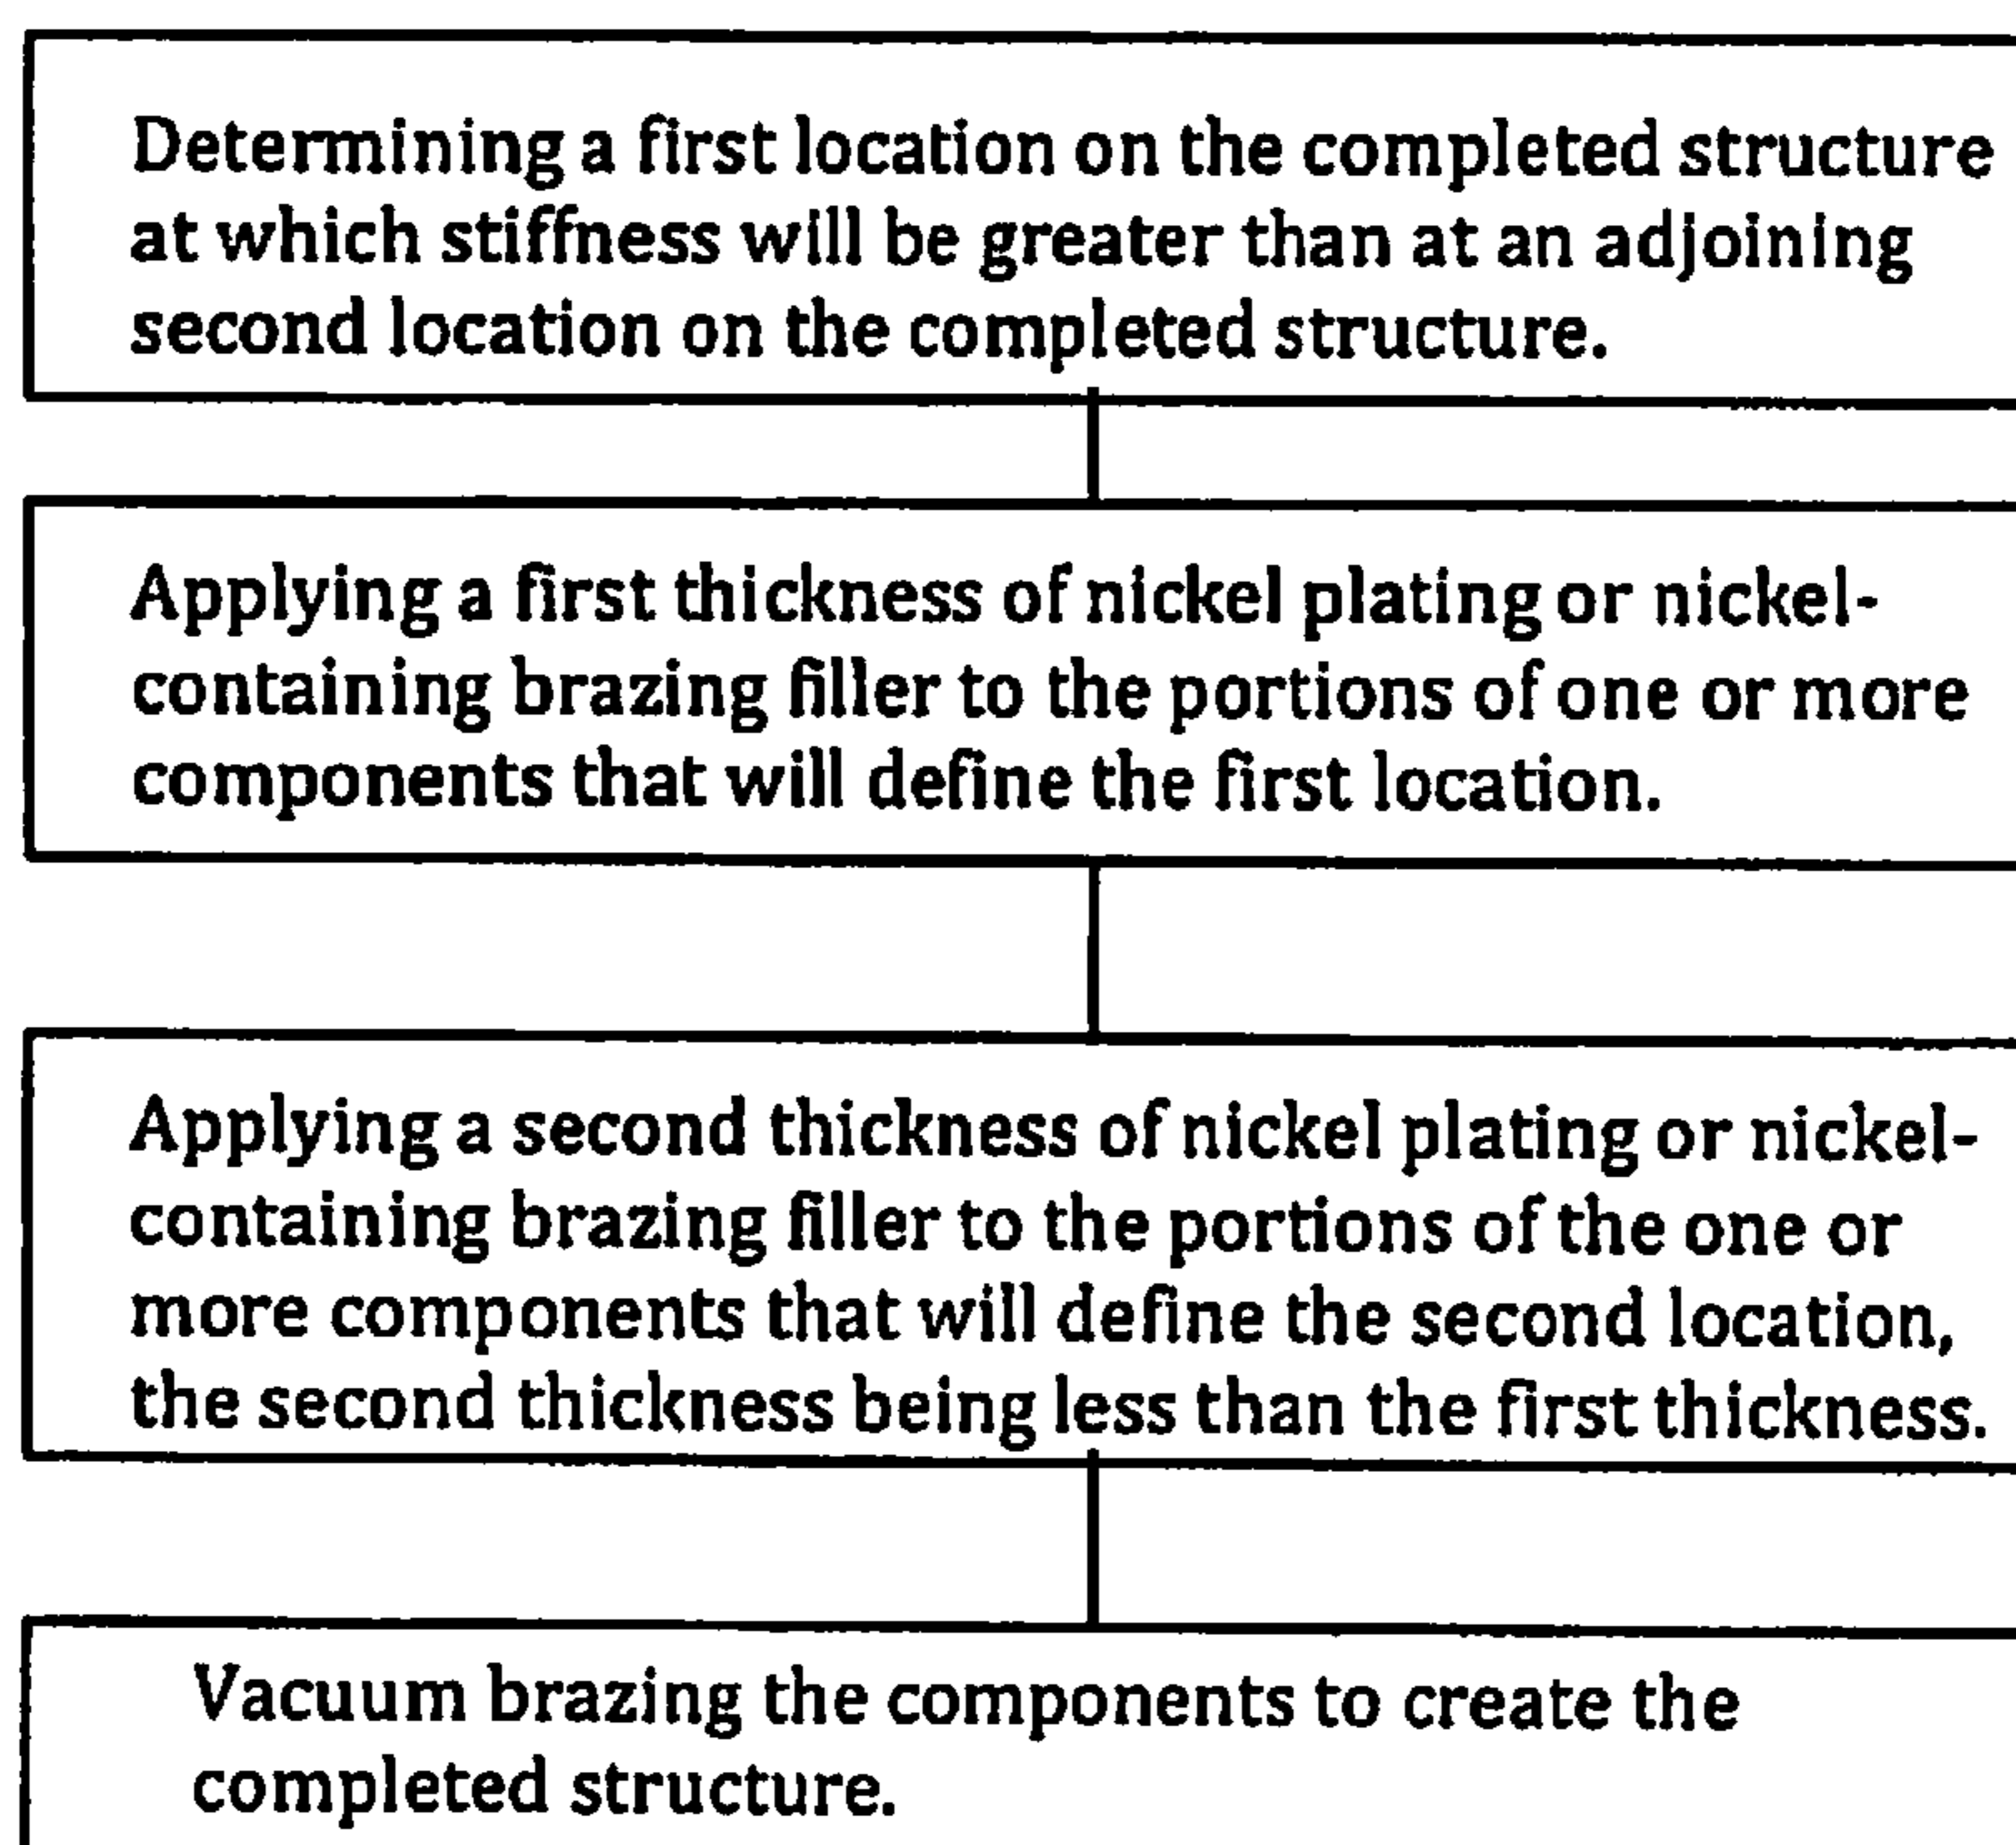 Determining a first location on the completed structure
at which stiffness will be greater than at an adjoining
second location on the completed structure.
Applying a first thickness of nickel plating or nickel-
containing brazing filler to the portions of one or more
components that will define the first location.
Applying a second thickness of nickel plating or nickel-
containing brazing filler to the portions of the one or
more components that will define the second location,
the second thickness being less than the first thickness.
Vacuum brazing the components to create the
completed structure.